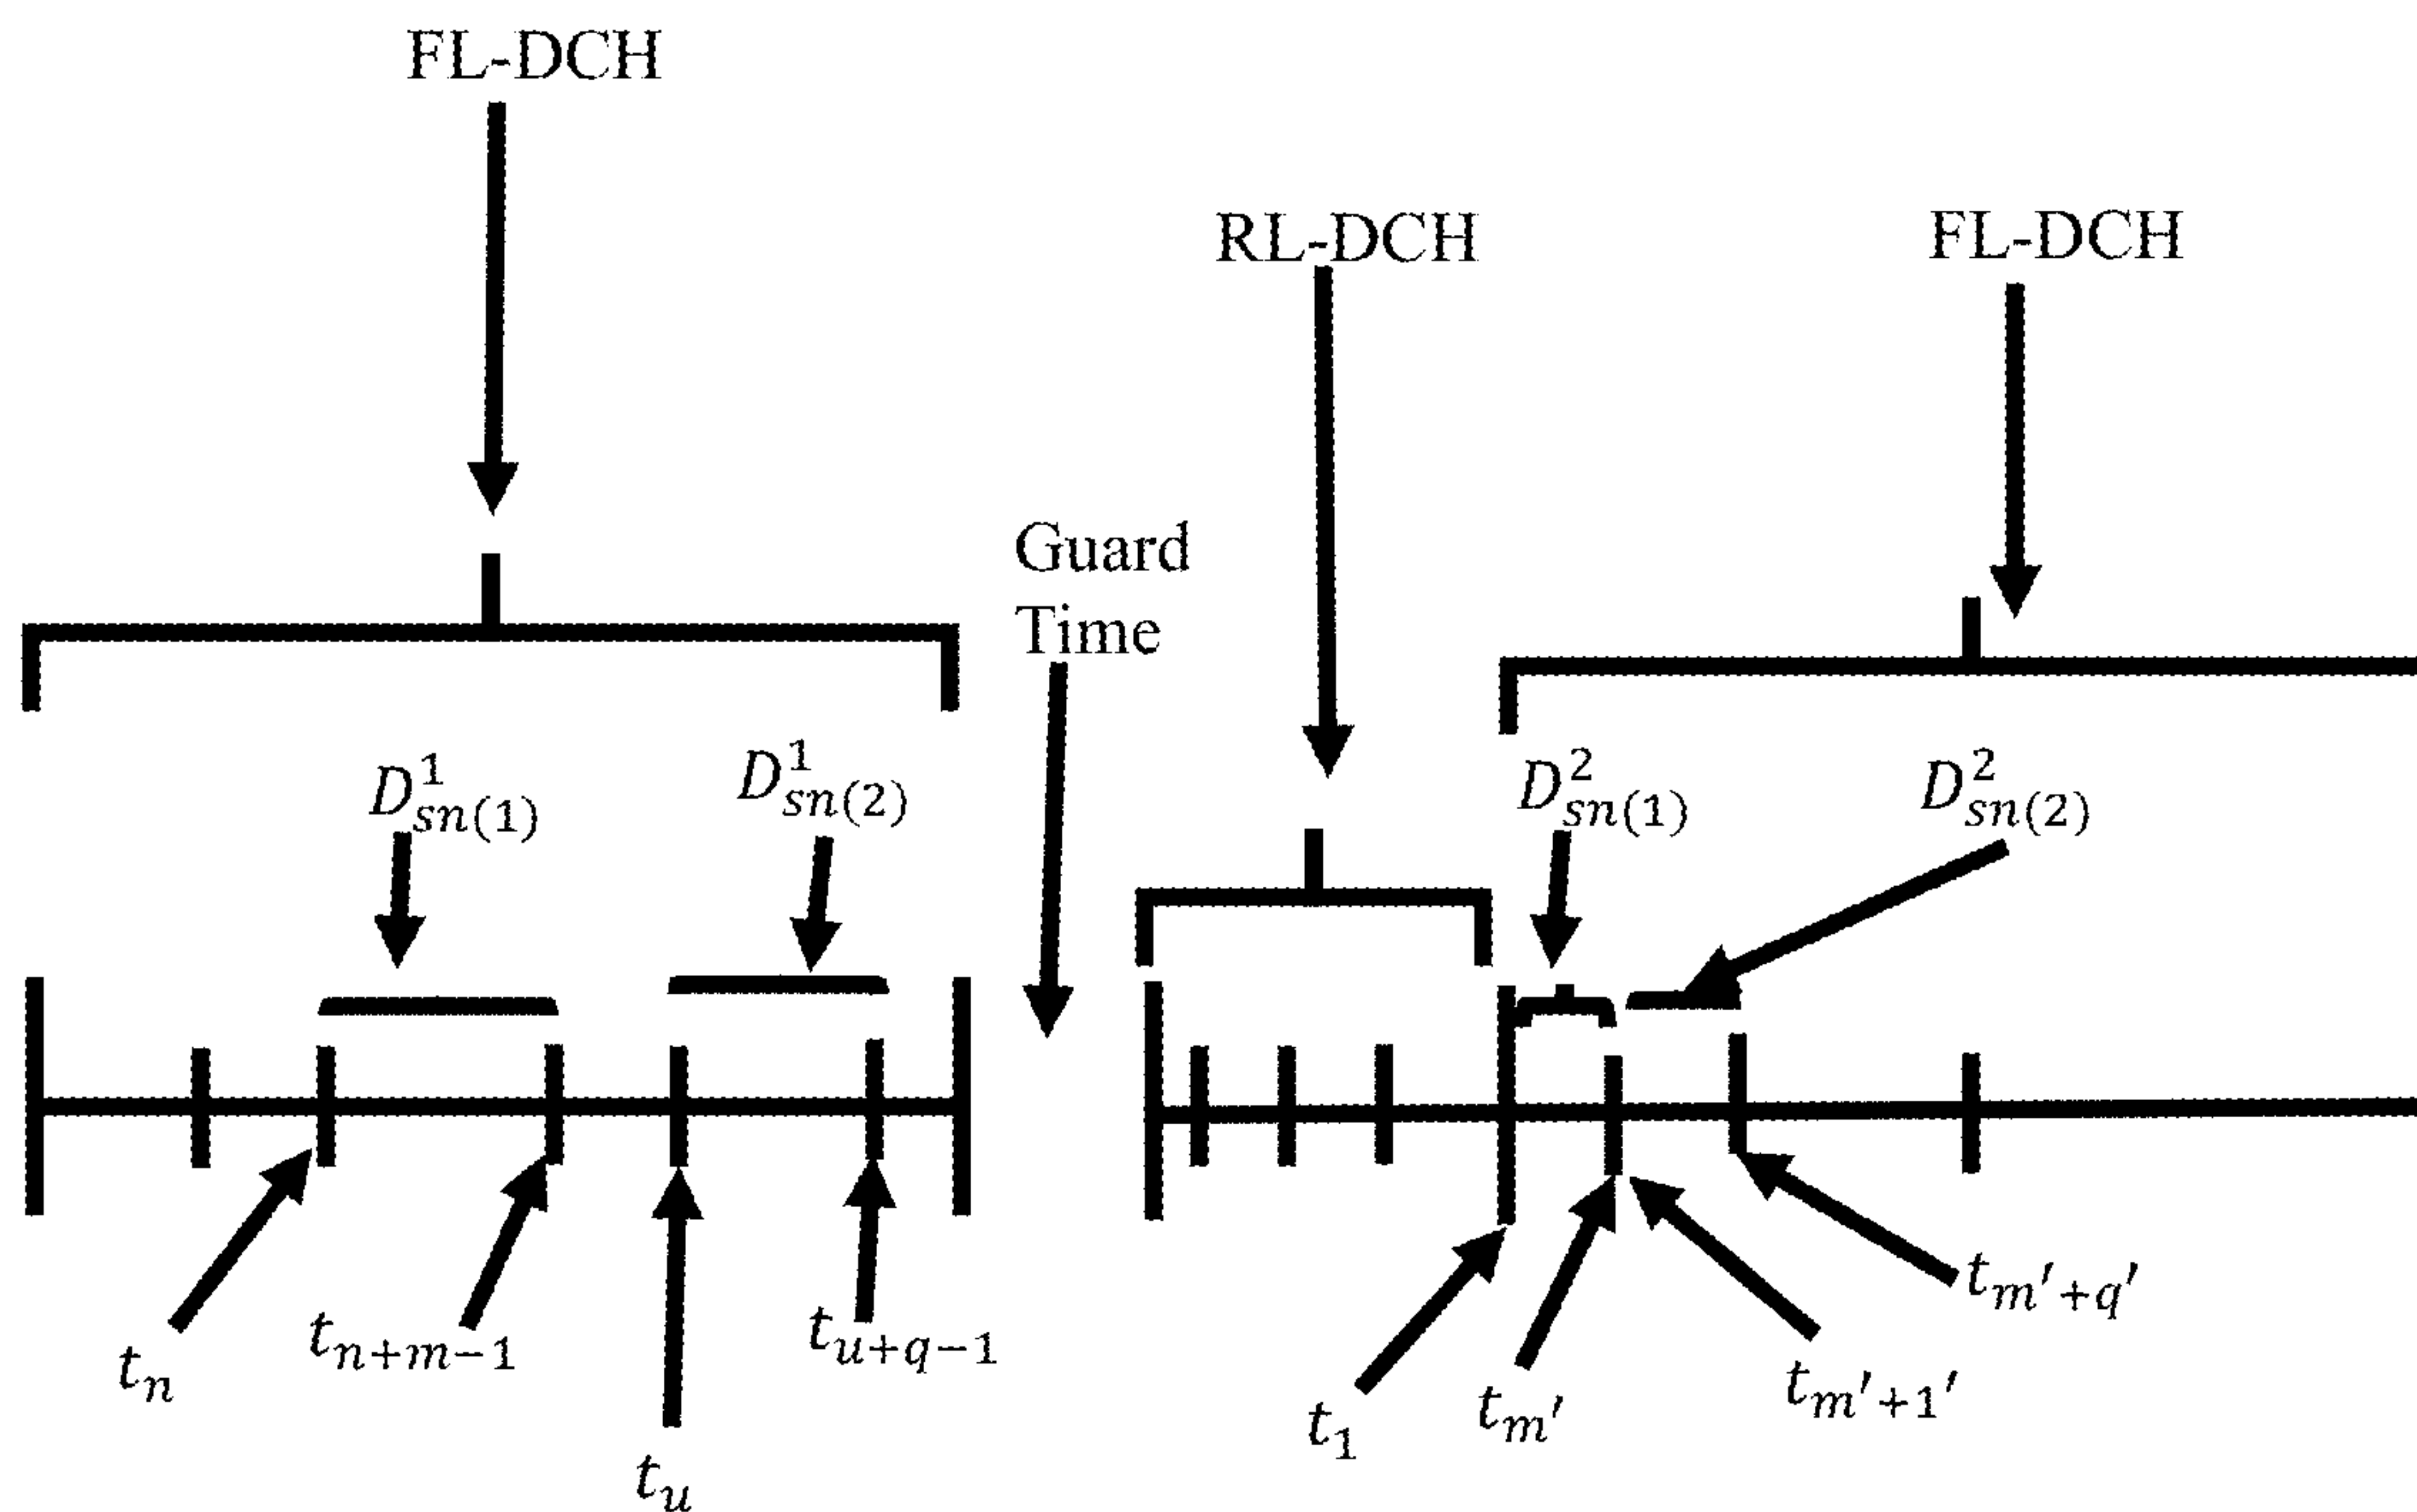 FL-DCH
RL-DCH
FL-DCH
Guard
Time
D^1_{sn(1)}
D^1_{sn(2)}
D^2_{sn(1)}
D^2_{sn(2)}
t_n
t_{n+m-1}
t_u
t_{u+q-1}
t_1
t_{m'}
t_{m'+1'}
t_{m'+q'}